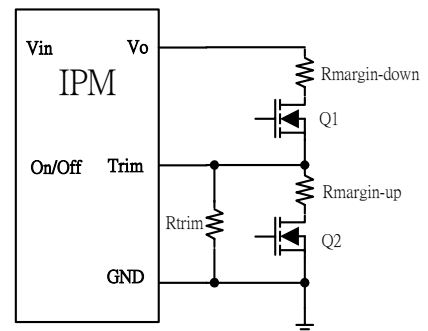 Vin
Vo
IPM
Rmargin-down
Q1
On/Off
Trim
Rmargin-up
Rtrim
Q2
GND